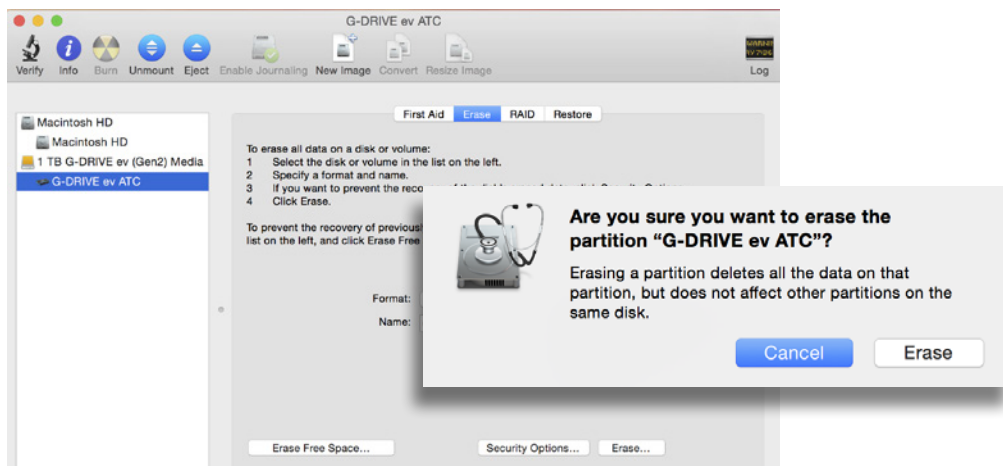 G-DRIVE ev ATC
Verify Info Burn Unmount Eject Enable Journaling New Image Convert Resize Image Log
First Aid Erase RAID Restore
Macintosh HD
Macintosh HD
1 TB G-DRIVE ev (Gen2) Media
G-DRIVE ev ATC
To erase all data on a disk or volume:
1 Select the disk or volume in the list on the left.
2 Specify a format and name.
3 If you want to prevent the
4 Click Erase.
To prevent the recovery of
list on the left, and click Erase Free
Format:
Name:
Erase Free Space... Security Options... Erase...
Are you sure you want to erase the
partition “G-DRIVE ev ATC”?
Erasing a partition deletes all the data on that
partition, but does not affect other partitions on the
same disk.
Cancel Erase